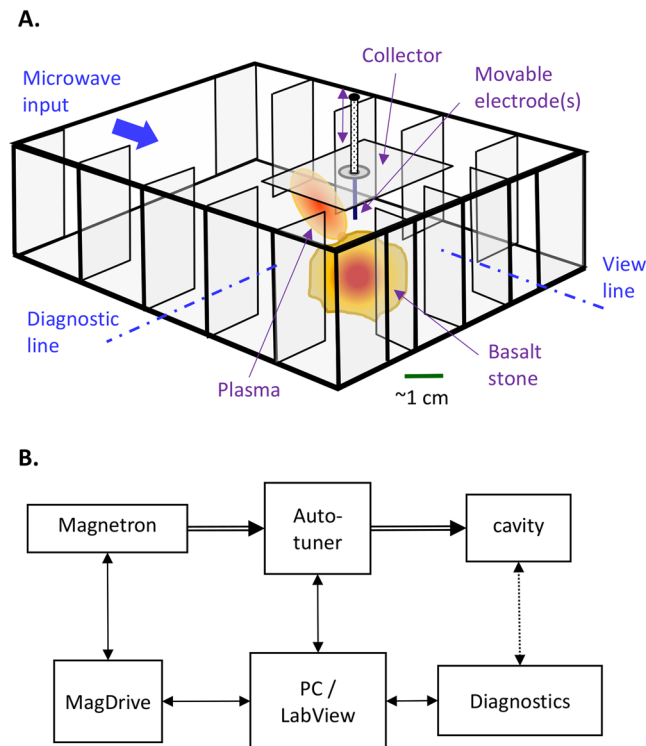 A.
Microwave
input
Collector
Movable
electrode(s)
View
line
Diagnostic
line
Plasma
Basalt
stone
~1 cm
B.
Magnetron
Auto-
tuner
cavity
MagDrive
PC /
LabView
Diagnostics